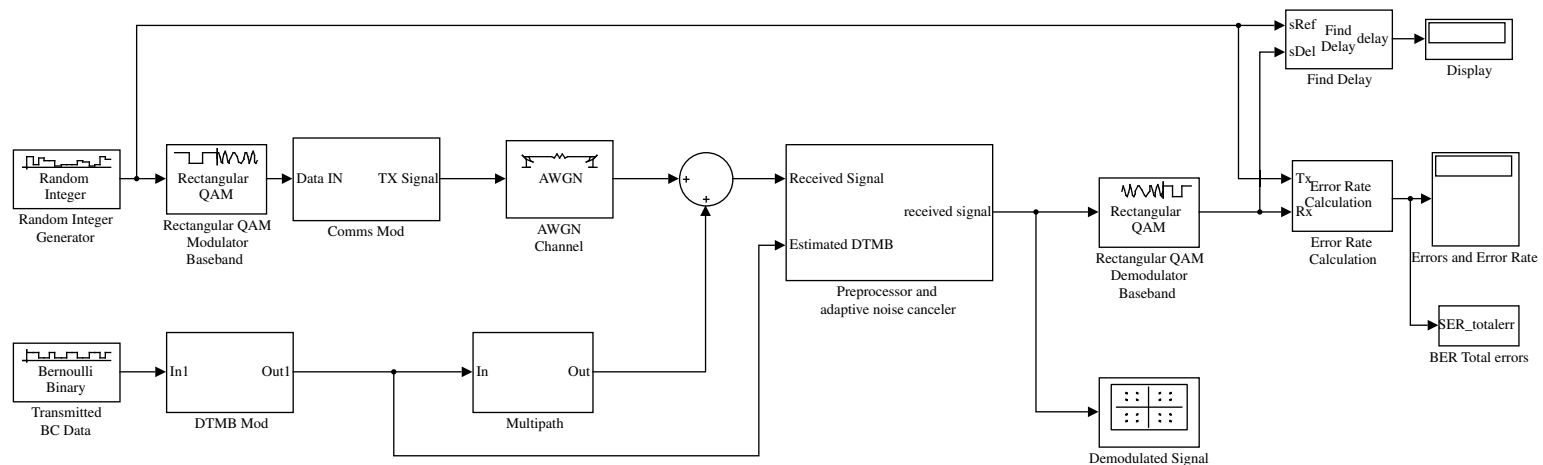 sRef
sDel
Find
Delay
delay
Find Delay
Display
Random
Integer
Random Integer
Generator
Rectangular
QAM
Rectangular QAM
Modulator
Baseband
Data IN
TX Signal
Comms Mod
AWGN
AWGN
Channel
+
+
Received Signal
Estimated DTMB
received signal
Preprocessor and
adaptive noise canceler
Rectangular
QAM
Rectangular QAM
Demodulator
Baseband
Tx
Rx
Error Rate
Calculation
Error Rate
Calculation
Errors and Error Rate
SER_totalerr
BER Total errors
Bernoulli
Binary
Transmitted
BC Data
In1
Out1
DTMB Mod
In
Out
Multipath
Demodulated Signal